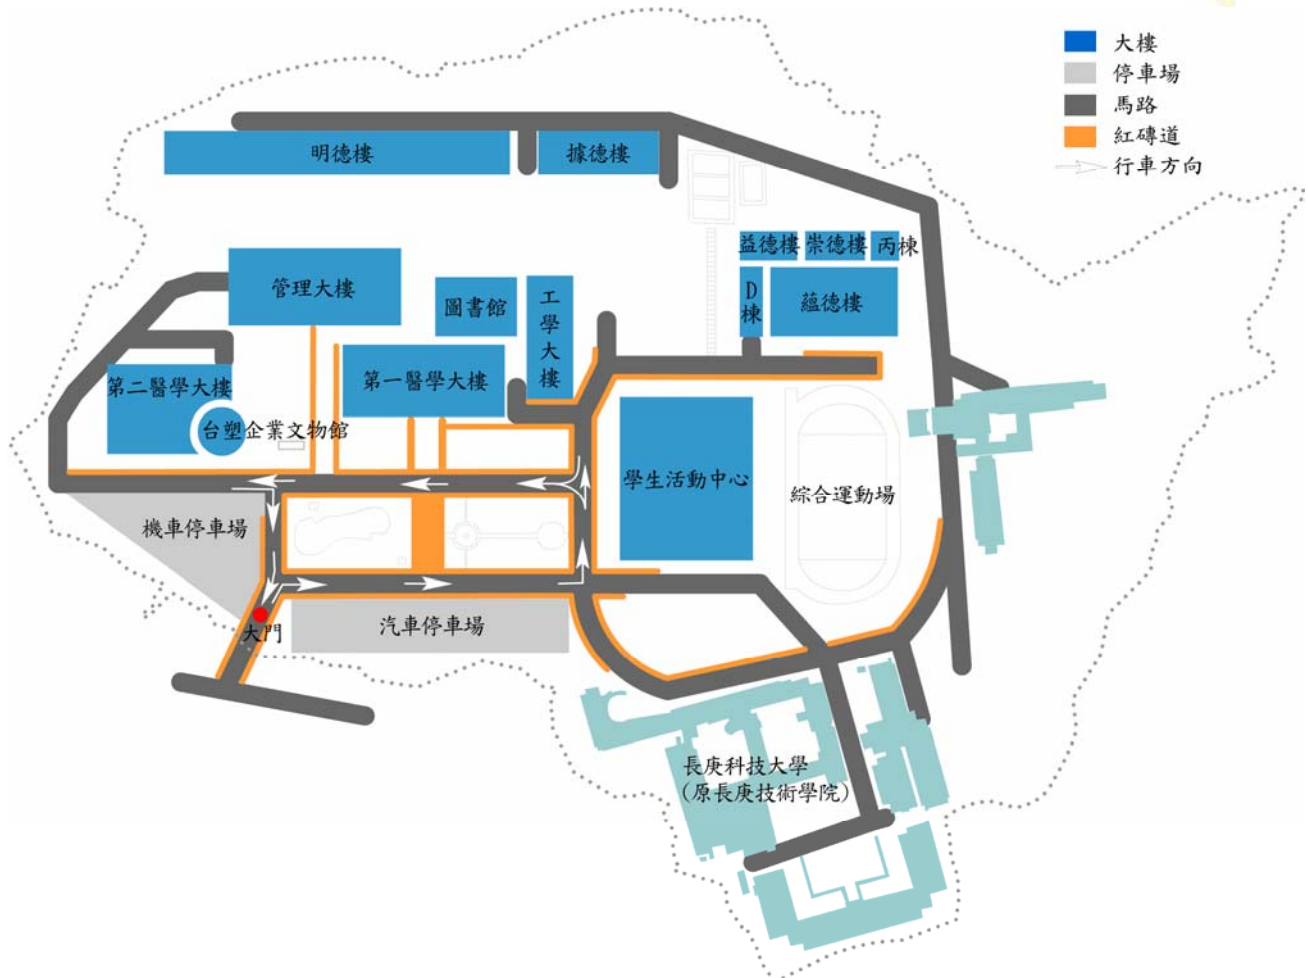 大樓
停車場
馬路
紅磚道
行車方向
明德樓
據德樓
益德樓
崇德樓
丙棟
管理大樓
圖書館
工學大樓
D棟
蘊德樓
第二醫學大樓
第一醫學大樓
台塑企業文物館
學生活動中心
綜合運動場
機車停車場
汽車停車場
大門
長庚科技大學
(原長庚技術學院)